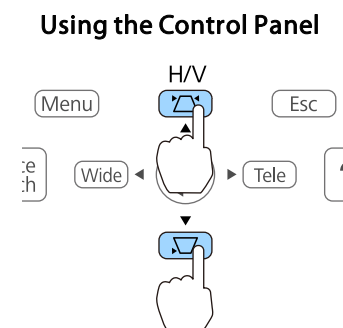 Using the Control Panel
H/V
Menu
Esc
Wide
Tele